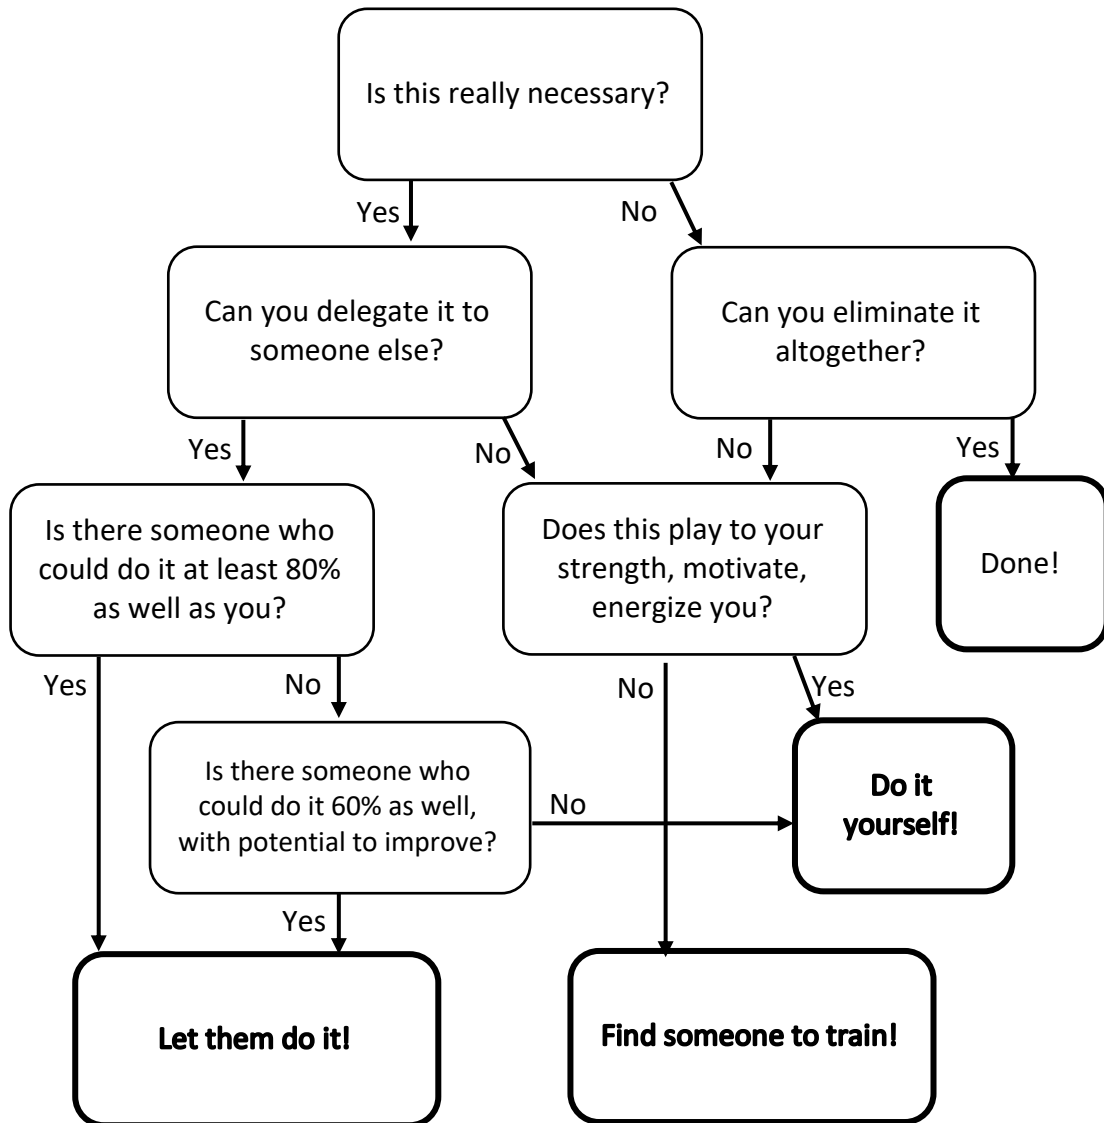 Is this really necessary?
Yes
No
Can you delegate it to
someone else?
Can you eliminate it
altogether?
Yes
No
No
Yes
Is there someone who
could do it at least 80%
as well as you?
Does this play to your
strength, motivate,
energize you?
Done!
Yes
No
No
Yes
Is there someone who
could do it 60% as well,
with potential to improve?
No
Do it
yourself!
Yes
Let them do it!
Find someone to train!